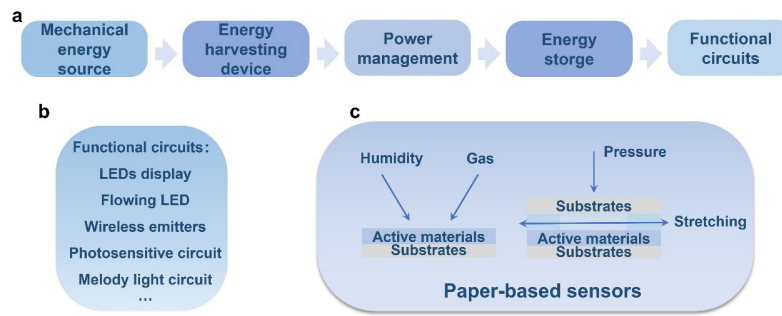 a
Mechanical
energy
source
Energy
harvesting
device
Power
management
Energy
storge
Functional
circuits
b
Functional circuits:
LEDs display
Flowing LED
Wireless emitters
Photosensitive circuit
Melody light circuit
...
c
Humidity
Gas
Active materials
Substrates
Pressure
Substrates
Stretching
Active materials
Substrates
Paper-based sensors